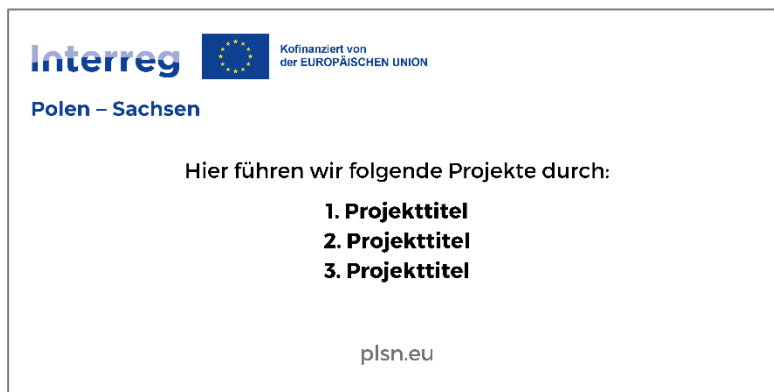 Interreg
Kofinanziert von
der EUROPÄISCHEN UNION
Polen – Sachsen
Hier führen wir folgende Projekte durch:
1. Projekttitel
2. Projekttitel
3. Projekttitel
plsn.eu